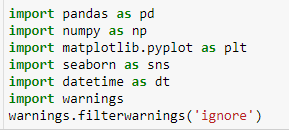 import pandas as pd
import numpy as np
import matplotlib.pyplot as plt
import seaborn as sns
import datetime as dt
import warnings
warnings.filterwarnings('ignore')